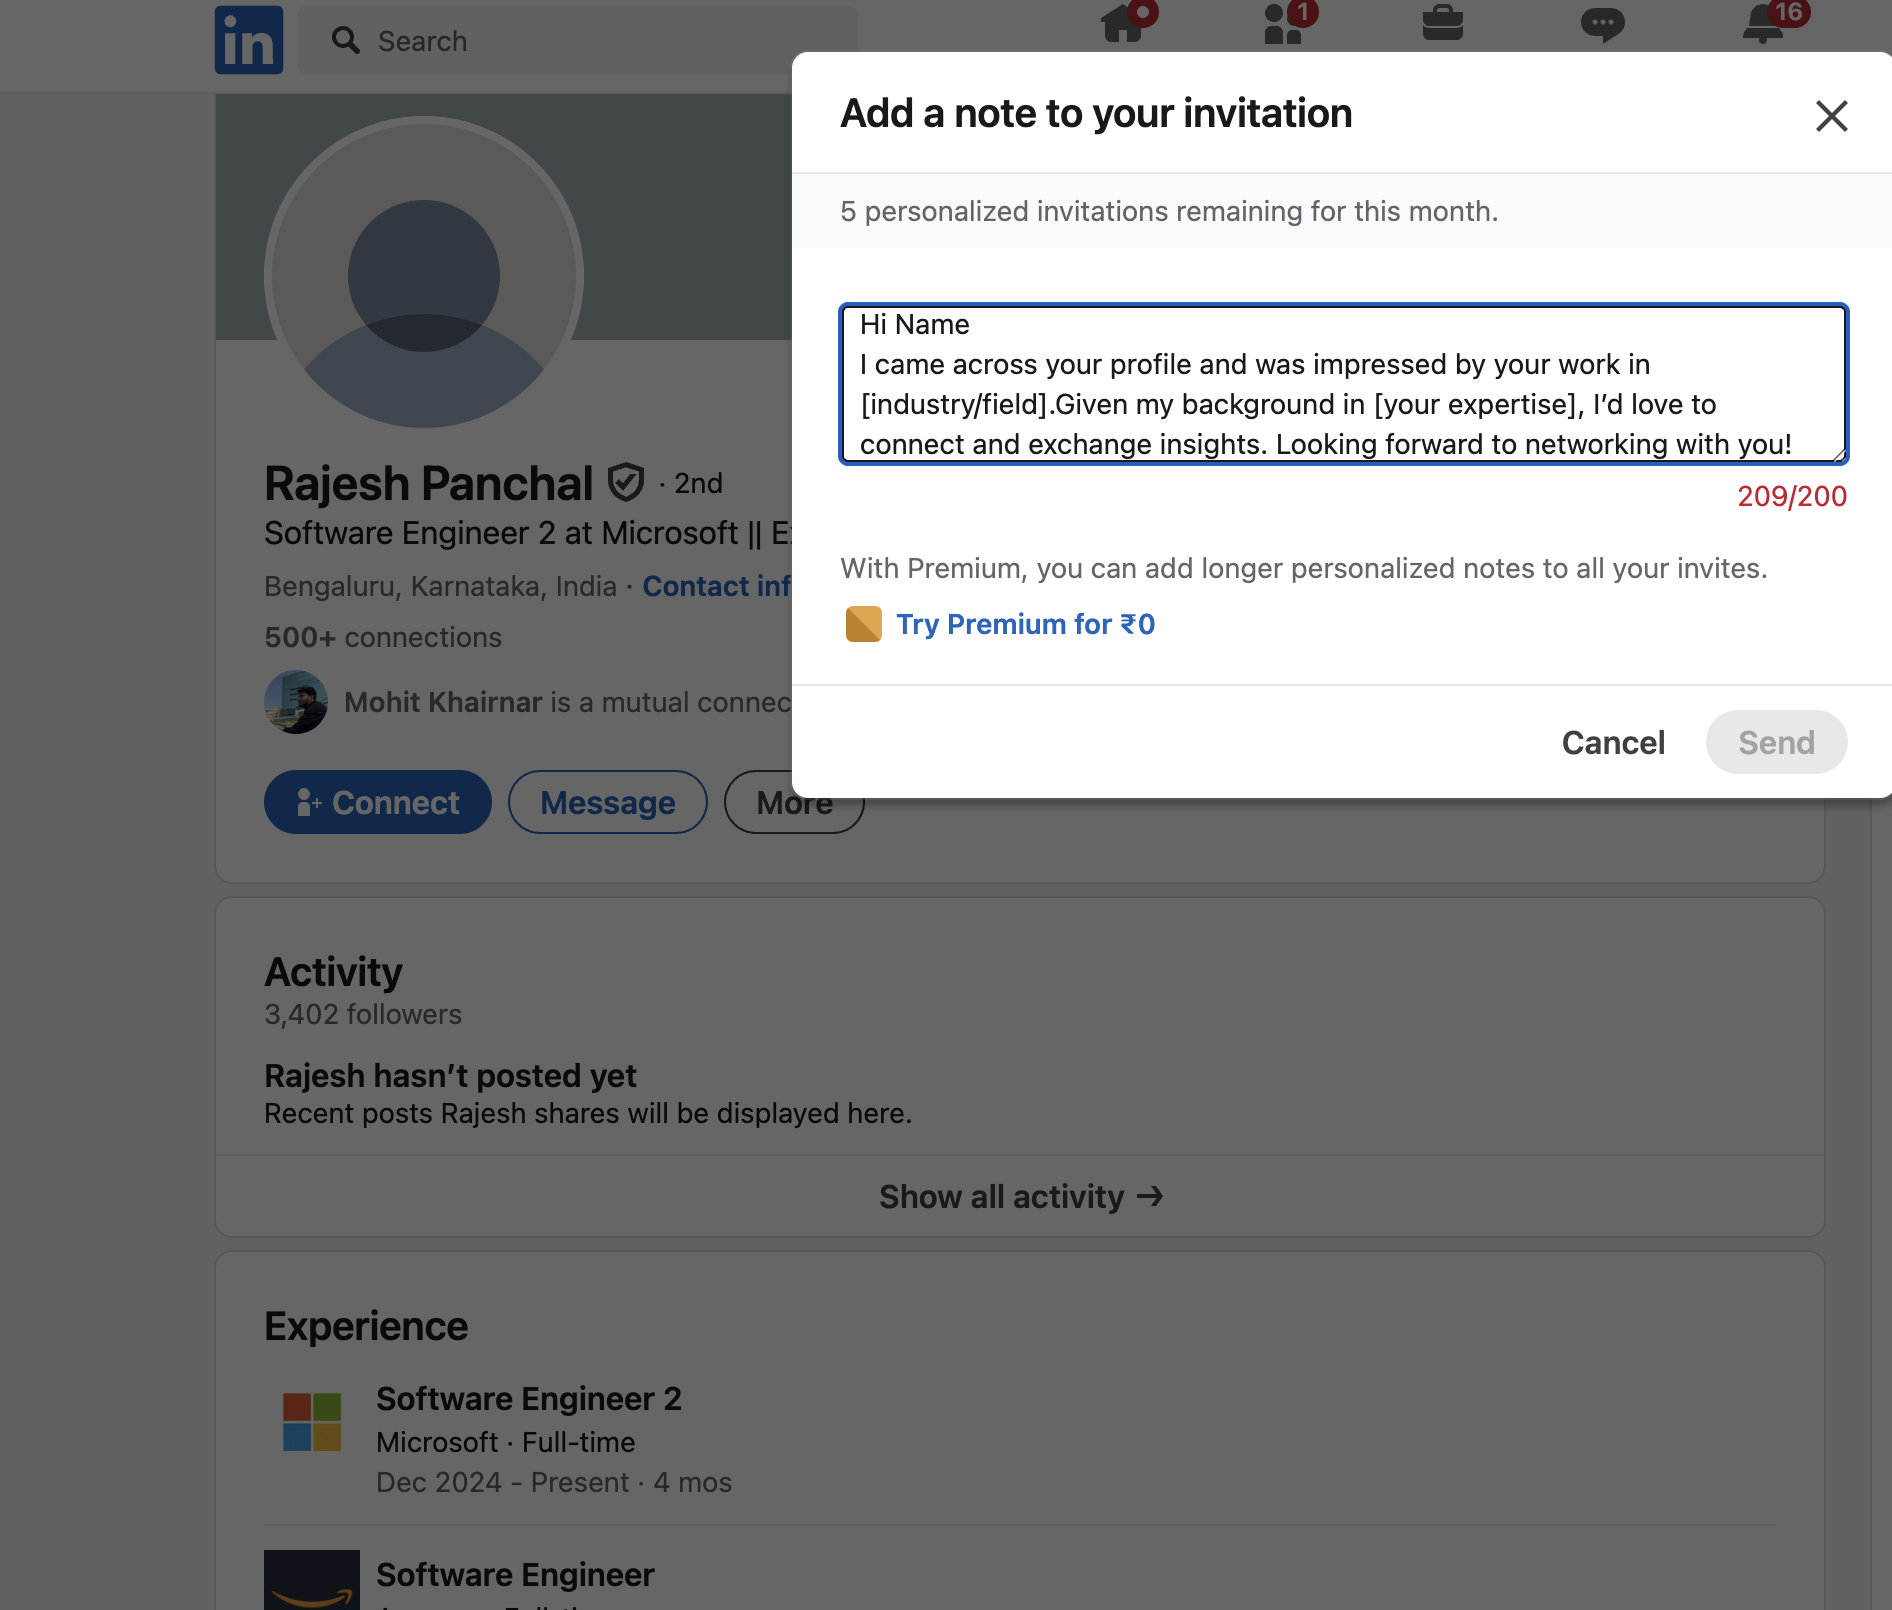 in
Search
1
16
Add a note to your invitation
5 personalized invitations remaining for this month.
Hi Name
I came across your profile and was impressed by your work in
[industry/field].Given my background in [your expertise], I’d love to
connect and exchange insights. Looking forward to networking with you!
209/200
With Premium, you can add longer personalized notes to all your invites.
Try Premium for ₹0
Cancel
Send
Rajesh Panchal · 2nd
Software Engineer 2 at Microsoft ||
Bengaluru, Karnataka, India · Contact
500+ connections
Mohit Khairnar is a mutual
Connect
Message
More
Activity
3,402 followers
Rajesh hasn’t posted yet
Recent posts Rajesh shares will be displayed here.
Show all activity →
Experience
Software Engineer 2
Microsoft · Full-time
Dec 2024 - Present · 4 mos
Software Engineer